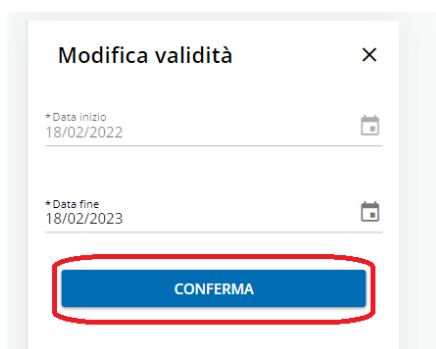 Modifica validità
* Data inizio
18/02/2022
* Data fine
18/02/2023
CONFERMA